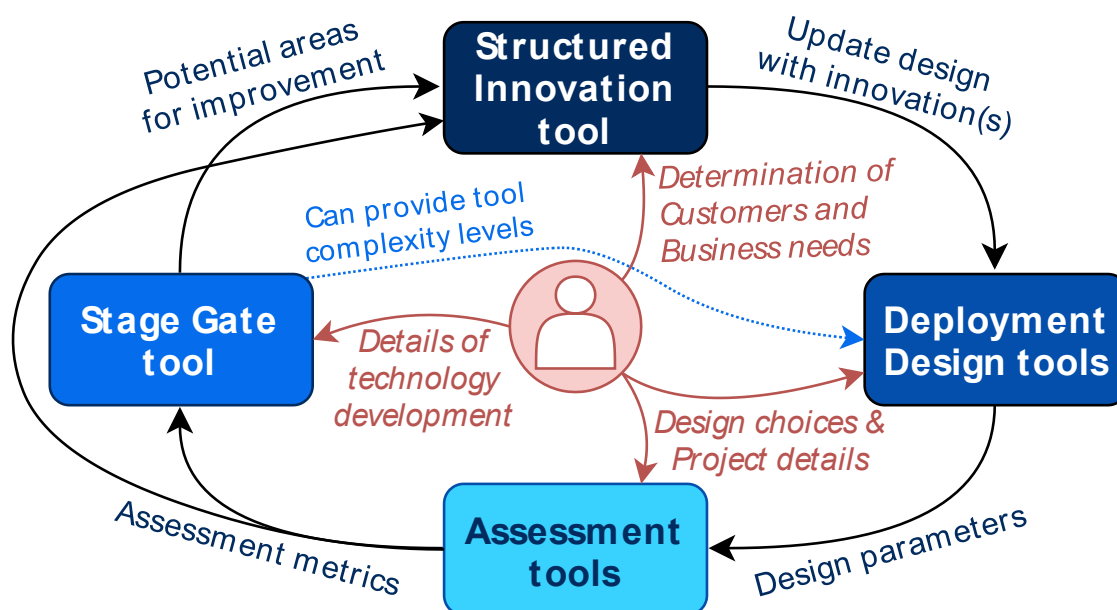 Potential areas
for improvement
Structured
Innovation
tool
Update design
with innovation(s)
Determination of
Customers and
Business needs
Can provide tool
complexity levels
Stage Gate
tool
Details of
technology
development
Deployment
Design tools
Design choices &
Project details
Assessment metrics
Assessment
tools
Design parameters